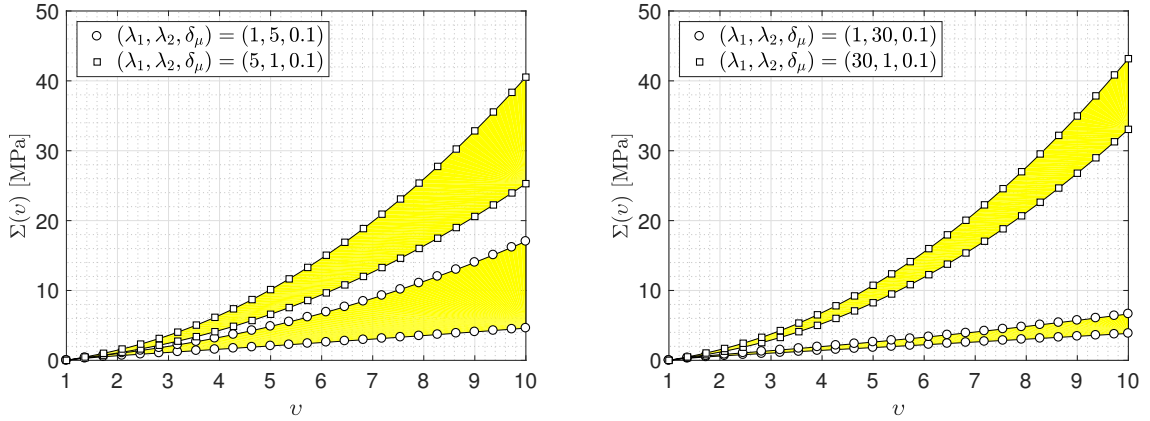 50
40
30
20
10
0
Σ(υ) [MPa]
(λ₁, λ₂, δμ) = (1, 5, 0.1)
(λ₁, λ₂, δμ) = (5, 1, 0.1)
1 2 3 4 5 6 7 8 9 10
υ
50
40
30
20
10
0
Σ(υ) [MPa]
(λ₁, λ₂, δμ) = (1, 30, 0.1)
(λ₁, λ₂, δμ) = (30, 1, 0.1)
1 2 3 4 5 6 7 8 9 10
υ